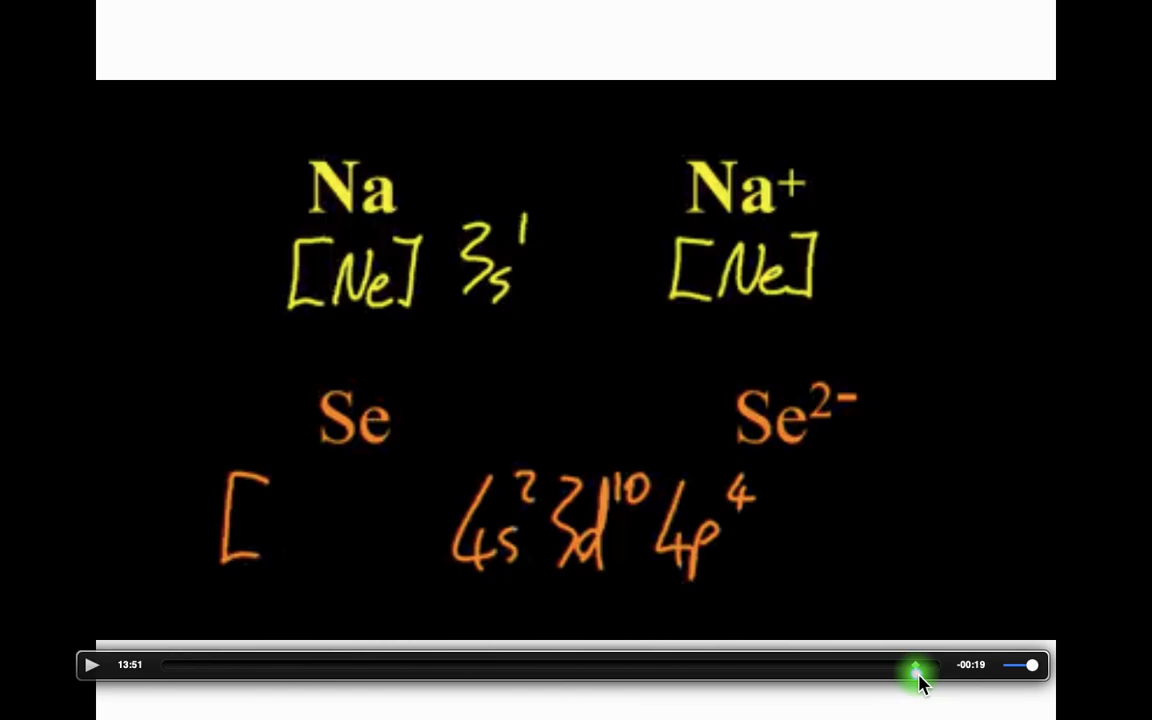 Na Na+
[Ne] 3s1 [Ne]
Se Se2-
[ 4s2 3d10 4p4
13:51 -00:19